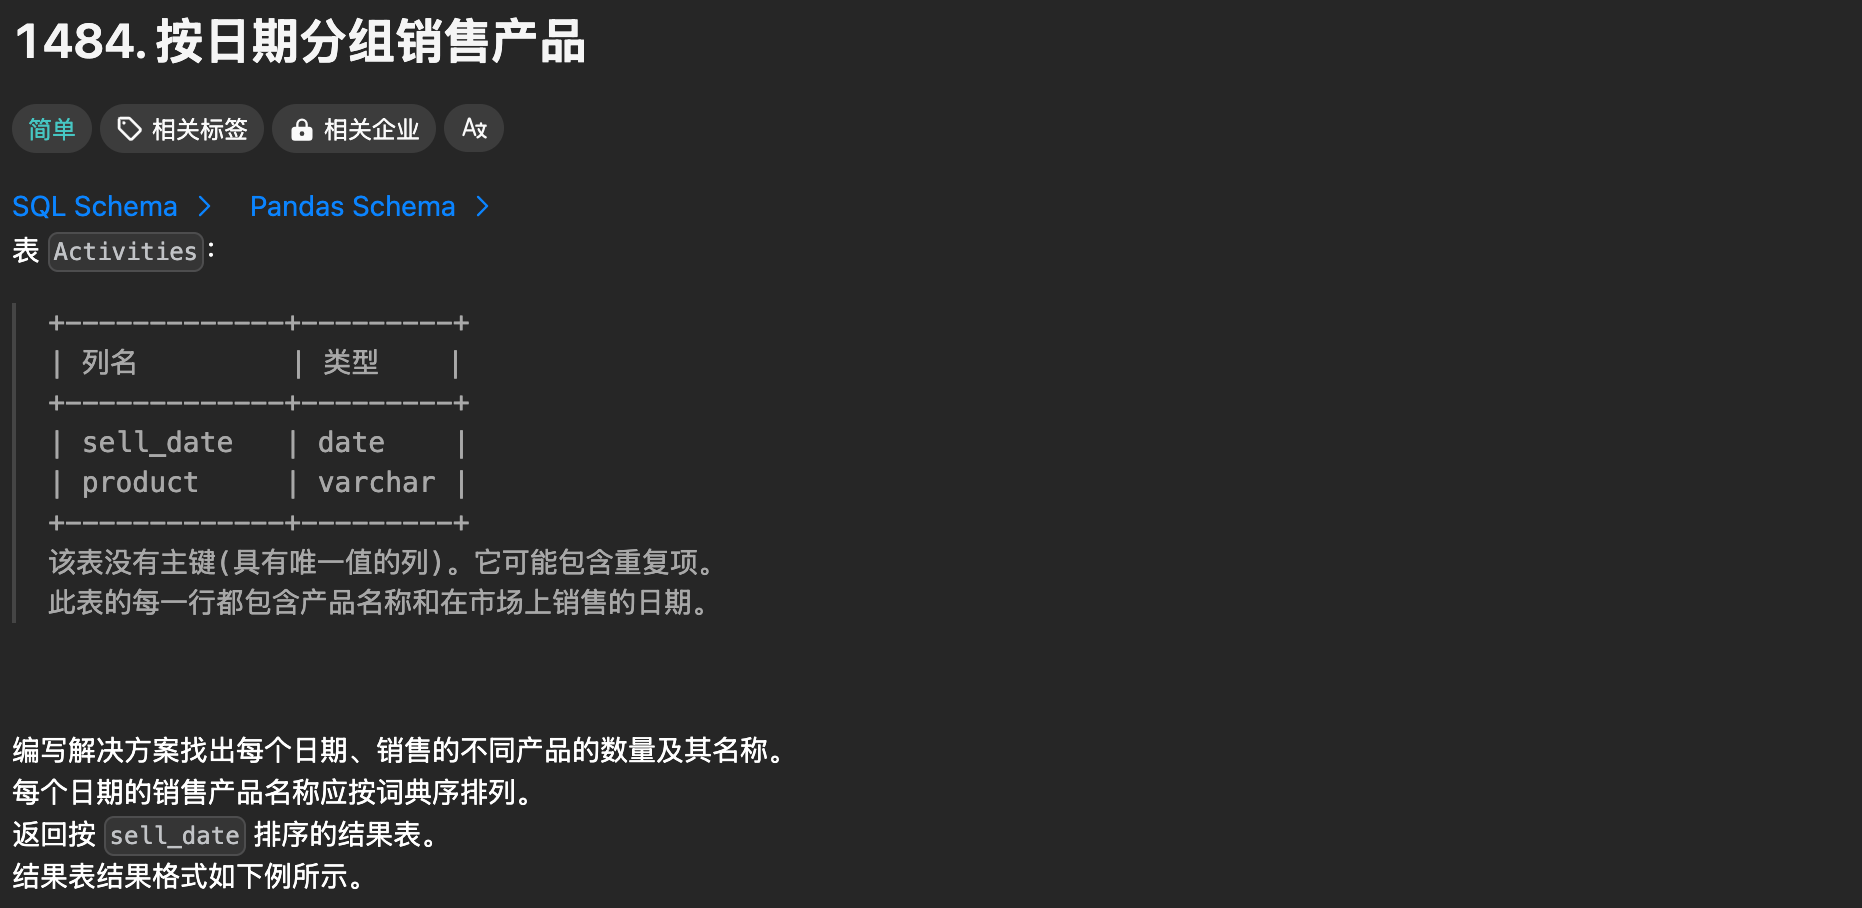 1484. 按日期分组销售产品
简单 相关标签 相关企业
SQL Schema > Pandas Schema >
表 Activities：
+-------------+---------+
| 列名         | 类型    |
+-------------+---------+
| sell_date   | date    |
| product     | varchar |
+-------------+---------+
该表没有主键(具有唯一值的列)。它可能包含重复项。
此表的每一行都包含产品名称和在市场上销售的日期。
编写解决方案找出每个日期、销售的不同产品的数量及其名称。
每个日期的销售产品名称应按词典序排列。
返回按 sell_date 排序的结果表。
结果表结果格式如下例所示。